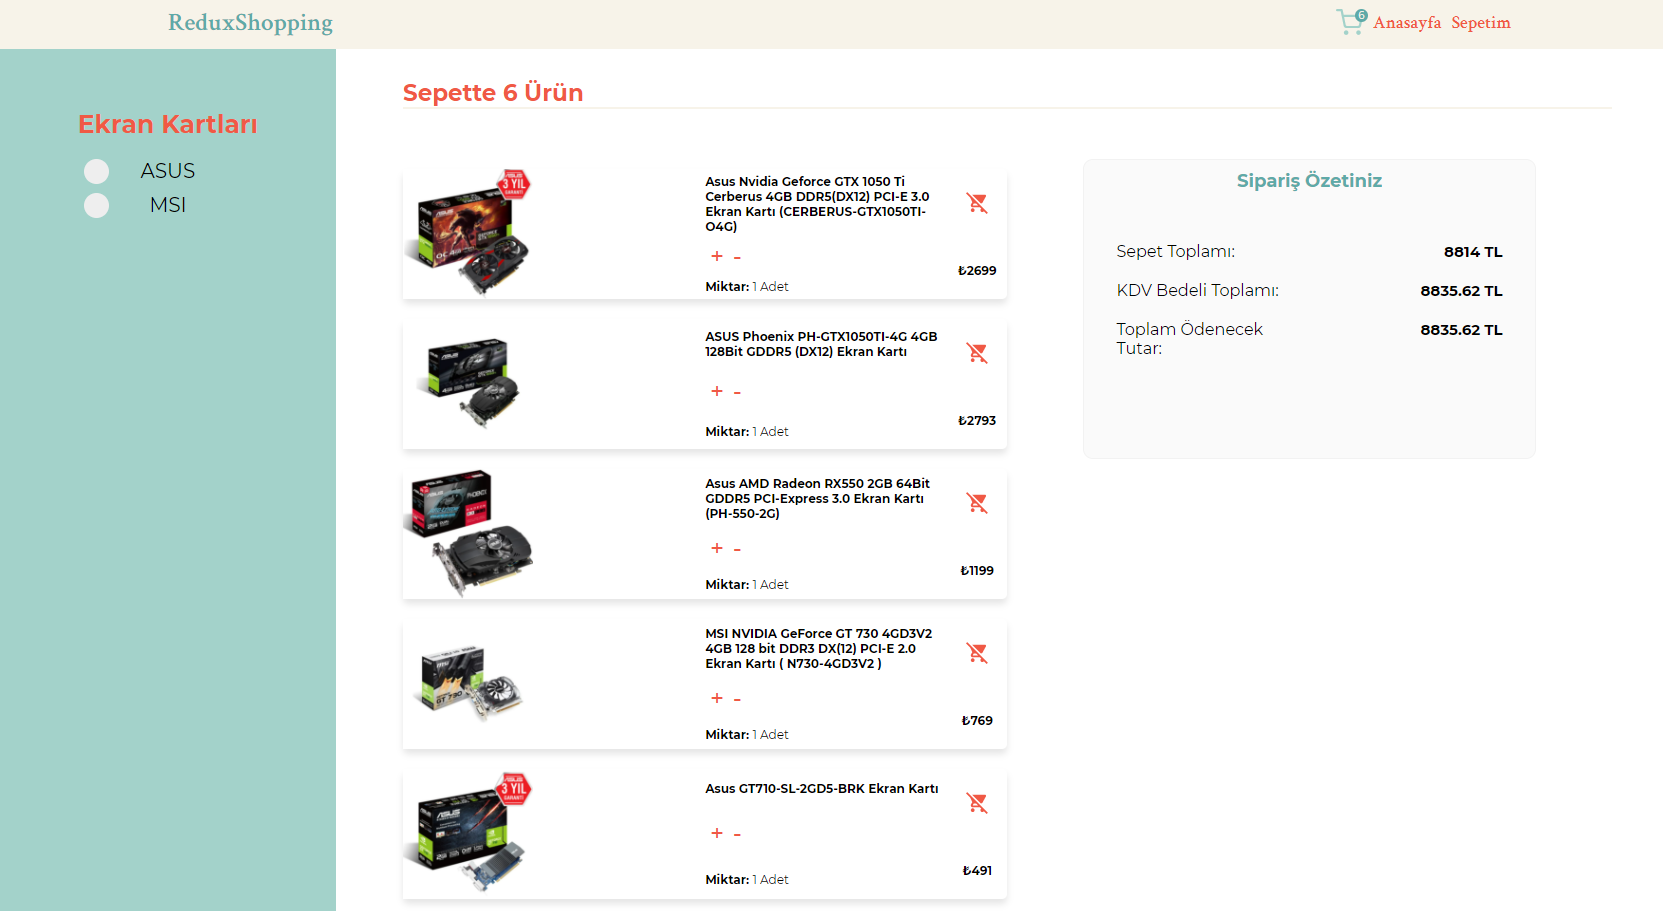 ReduxShopping
6
Anasayfa Sepetim
Ekran Kartları
ASUS
MSI
Sepette 6 Ürün
3 YIL
GARANTİ
Asus Nvidia Geforce GTX 1050 Ti
Cerberus 4GB DDR5(DX12) PCI-E 3.0
Ekran Kartı (CERBERUS-GTX1050TI-
O4G)
+ -
Miktar: 1 Adet
₺2699
ASUS Phoenix PH-GTX1050TI-4G 4GB
128Bit GDDR5 (DX12) Ekran Kartı
+ -
Miktar: 1 Adet
₺2793
Asus AMD Radeon RX550 2GB 64Bit
GDDR5 PCI-Express 3.0 Ekran Kartı
(PH-550-2G)
+ -
Miktar: 1 Adet
₺1199
GT 730
MSI NVIDIA GeForce GT 730 4GD3V2
4GB 128 bit DDR3 DX(12) PCI-E 2.0
Ekran Kartı ( N730-4GD3V2 )
+ -
Miktar: 1 Adet
₺769
3 YIL
GARANTİ
ASUS
Asus GT710-SL-2GD5-BRK Ekran Kartı
+ -
Miktar: 1 Adet
₺491
Sipariş Özetiniz
Sepet Toplamı: 8814 TL
KDV Bedeli Toplamı: 8835.62 TL
Toplam Ödenecek 8835.62 TL
Tutar: